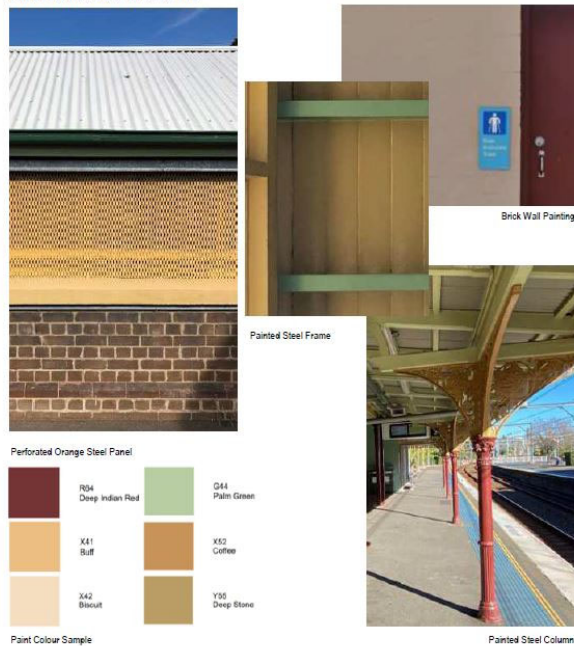 Brick Wall Painting
Painted Steel Frame
Perforated Orange Steel Panel
R64
Deep Indian Red
G44
Palm Green
X41
Buff
X52
Coffee
X42
Biscuit
Y55
Deep Stone
Paint Colour Sample
Painted Steel Column